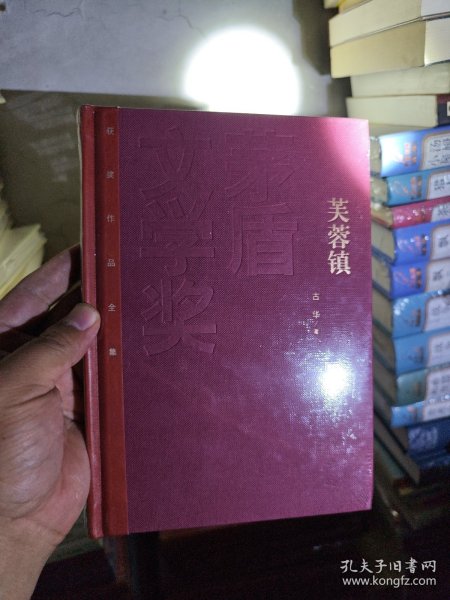 茅盾
文学奖
获奖作品全集
芙蓉镇
古华 著
孔夫子旧书网
www.kongfz.com